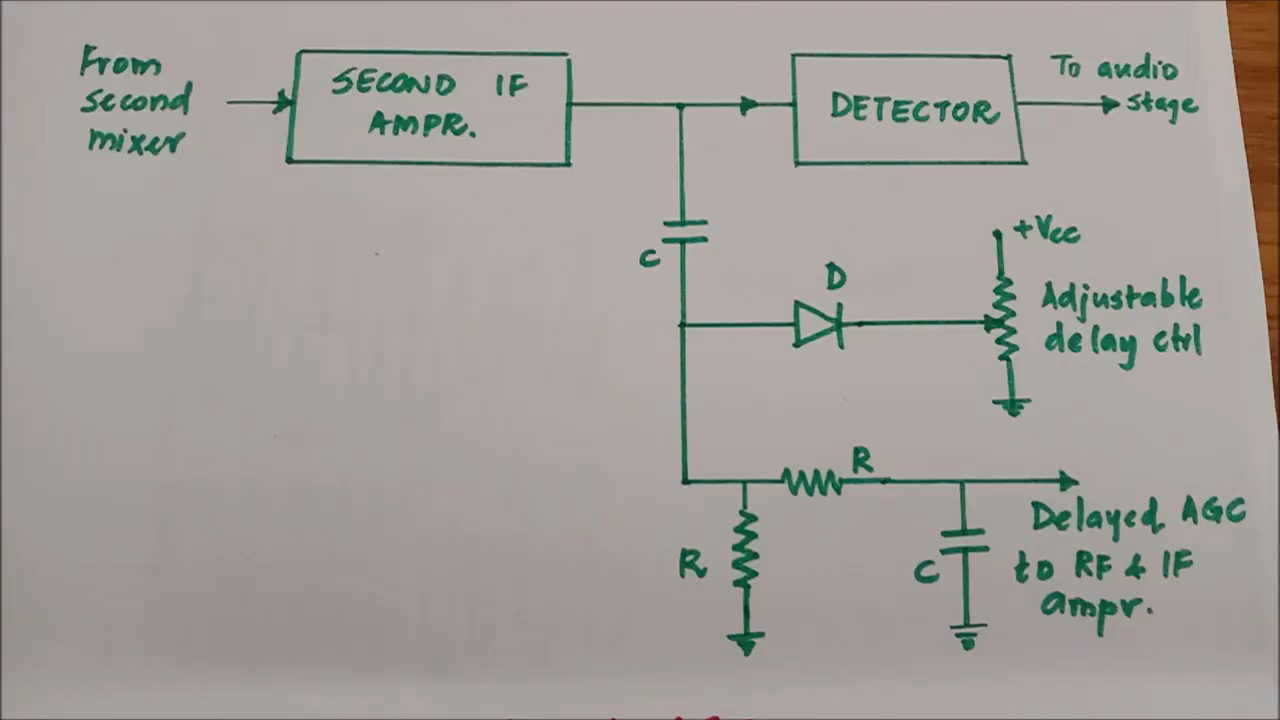 From
second
mixer
SECOND IF
AMPR.
DETECTOR
To audio
stage
C
D
+Vcc
Adjustable
delay ctrl
R
R
C
Delayed AGC
to RF & IF
ampr.